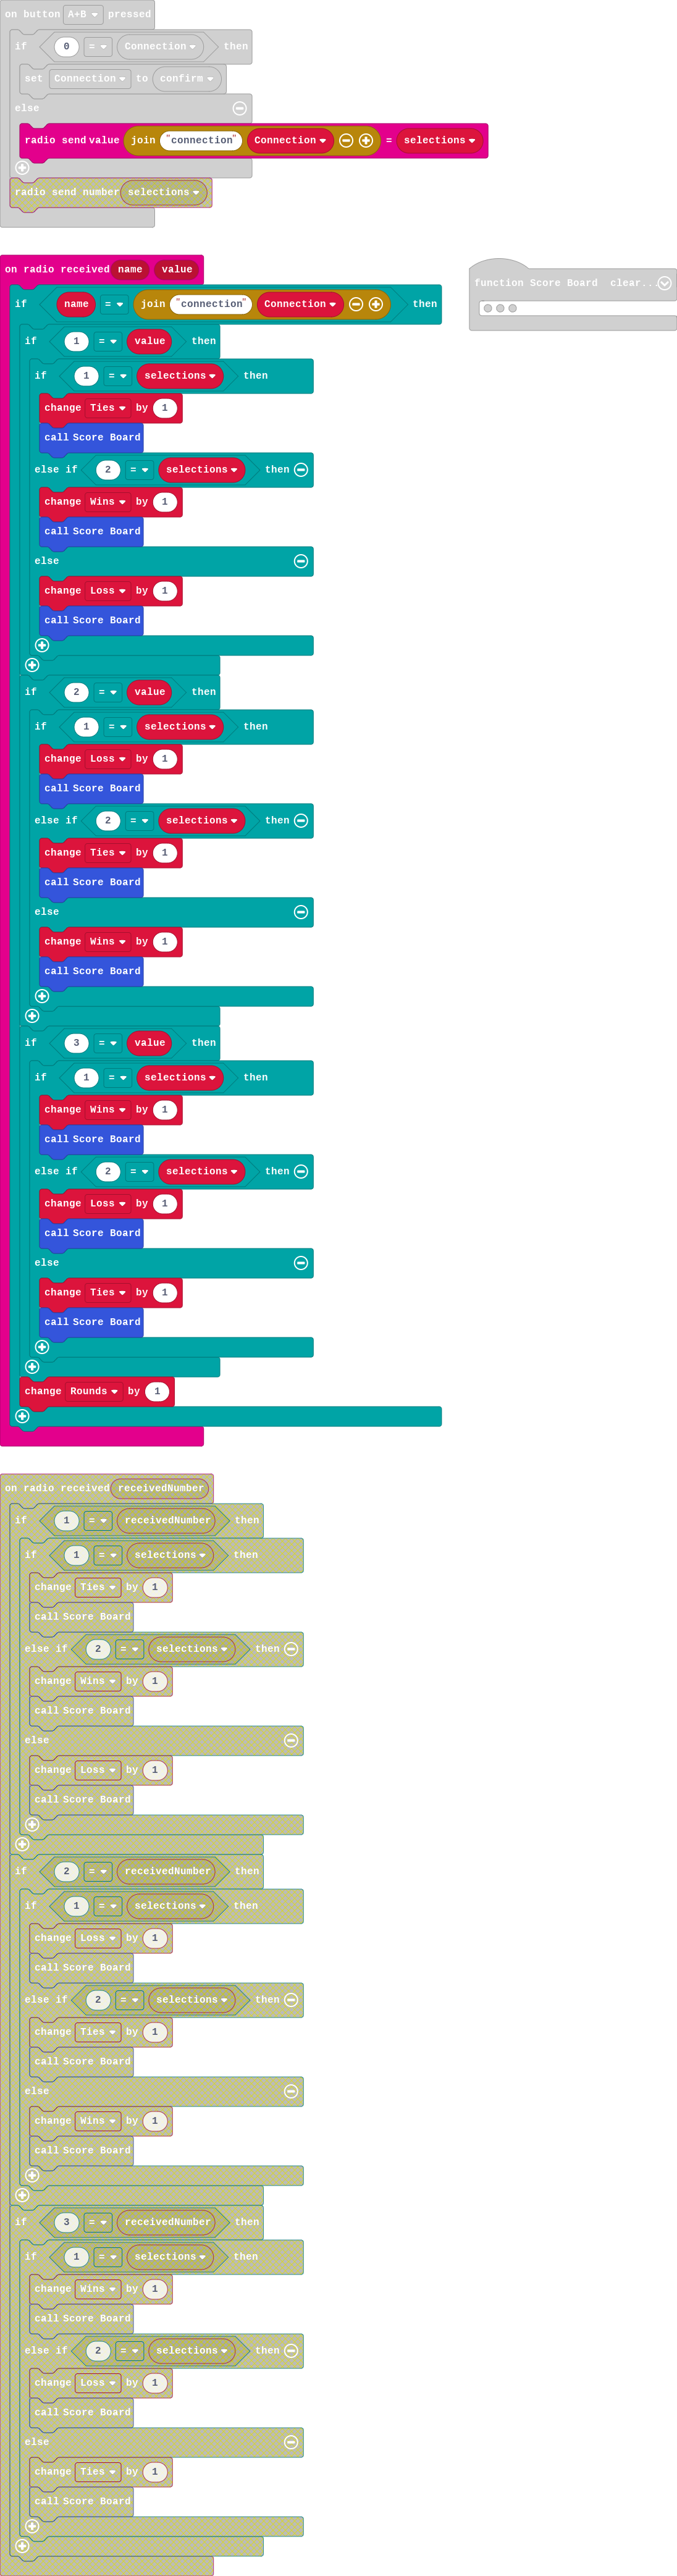 on button A+B pressed
if 0 = Connection then
set Connection to confirm
else
radio send value join "connection" Connection = selections
radio send number selections
on radio received name value
function Score Board clear...
if name = join "connection" Connection then
if 1 = value then
if 1 = selections then
change Ties by 1
call Score Board
else if 2 = selections then
change Wins by 1
call Score Board
else
change Loss by 1
call Score Board
if 2 = value then
if 1 = selections then
change Loss by 1
call Score Board
else if 2 = selections then
change Ties by 1
call Score Board
else
change Wins by 1
call Score Board
if 3 = value then
if 1 = selections then
change Wins by 1
call Score Board
else if 2 = selections then
change Loss by 1
call Score Board
else
change Ties by 1
call Score Board
change Rounds by 1
on radio received receivedNumber
if 1 = receivedNumber then
if 1 = selections then
change Ties by 1
call Score Board
else if 2 = selections then
change Wins by 1
call Score Board
else
change Loss by 1
call Score Board
if 2 = receivedNumber then
if 1 = selections then
change Loss by 1
call Score Board
else if 2 = selections then
change Ties by 1
call Score Board
else
change Wins by 1
call Score Board
if 3 = receivedNumber then
if 1 = selections then
change Wins by 1
call Score Board
else if 2 = selections then
change Loss by 1
call Score Board
else
change Ties by 1
call Score Board